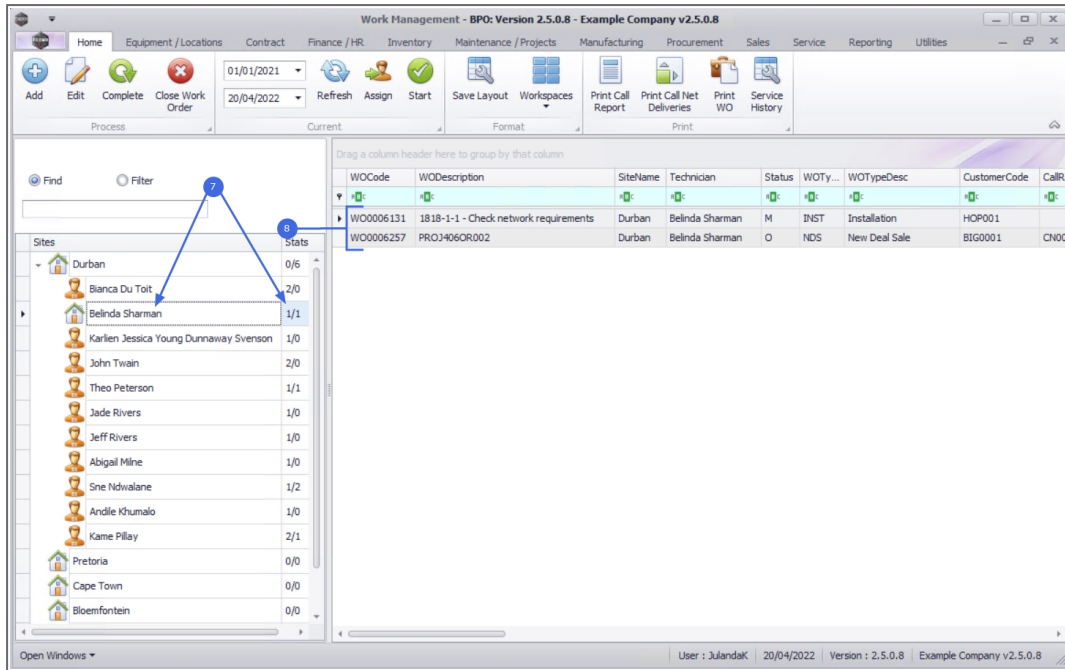 Work Management - BPO: Version 2.5.0.8 - Example Company v2.5.0.8
Home Equipment / Locations Contract Finance / HR Inventory Maintenance / Projects Manufacturing Procurement Sales Service Reporting Utilities
01/01/2021
20/04/2022
Add Edit Complete Close Work Order Refresh Assign Start Save Layout Workspaces Print Call Report Print Call Net Deliveries Print WO Service History
Process Current Format Print
Drag a column header here to group by that column
Find Filter
7
8
WOCode WODescription SiteName Technician Status WOTy... WOTypeDesc CustomerCode CallR
WO0006131 1818-1-1 - Check network requirements Durban Belinda Sharman M INST Installation HOP001
WO0006257 PROJ406OR002 Durban Belinda Sharman O NDS New Deal Sale BIG0001 CN00
Sites Stats
Durban 0/6
Bianca Du Toit 2/0
Belinda Sharman 1/1
Karlien Jessica Young Dunnaway Svenson 1/0
John Twain 2/0
Theo Peterson 1/1
Jade Rivers 1/0
Jeff Rivers 1/0
Abigail Milne 1/0
Sne Ndwalane 1/2
Andile Khumalo 1/0
Kame Pillay 2/1
Pretoria 0/0
Cape Town 0/0
Bloemfontein 0/0
Open Windows User : JulandaK 20/04/2022 Version : 2.5.0.8 Example Company v2.5.0.8